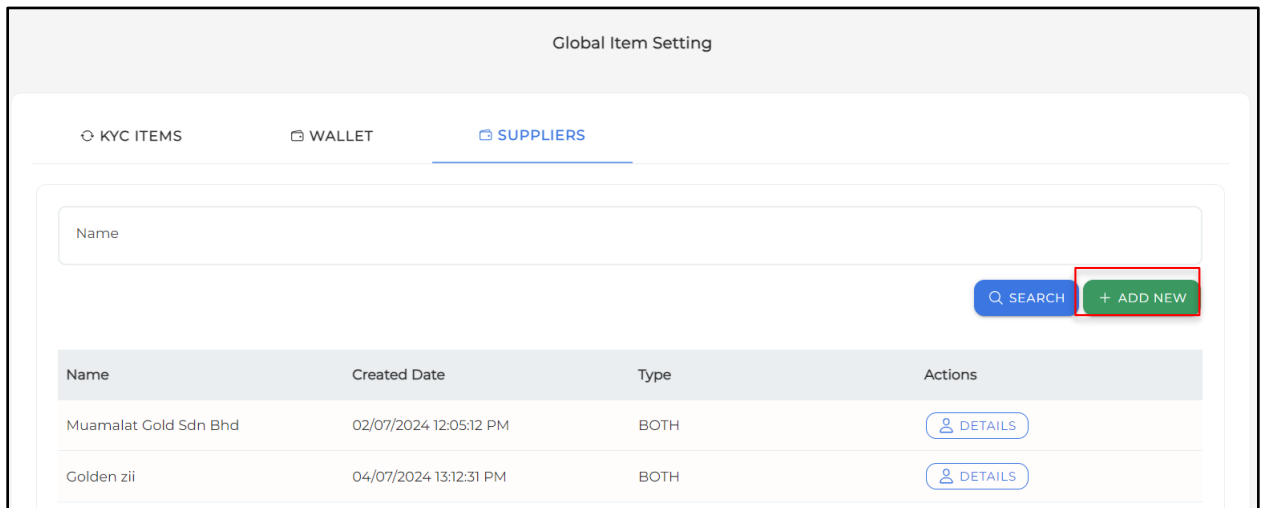 Global Item Setting
KYC ITEMS WALLET SUPPLIERS
Name
SEARCH + ADD NEW
Name Created Date Type Actions
Muamalat Gold Sdn Bhd 02/07/2024 12:05:12 PM BOTH DETAILS
Golden zii 04/07/2024 13:12:31 PM BOTH DETAILS